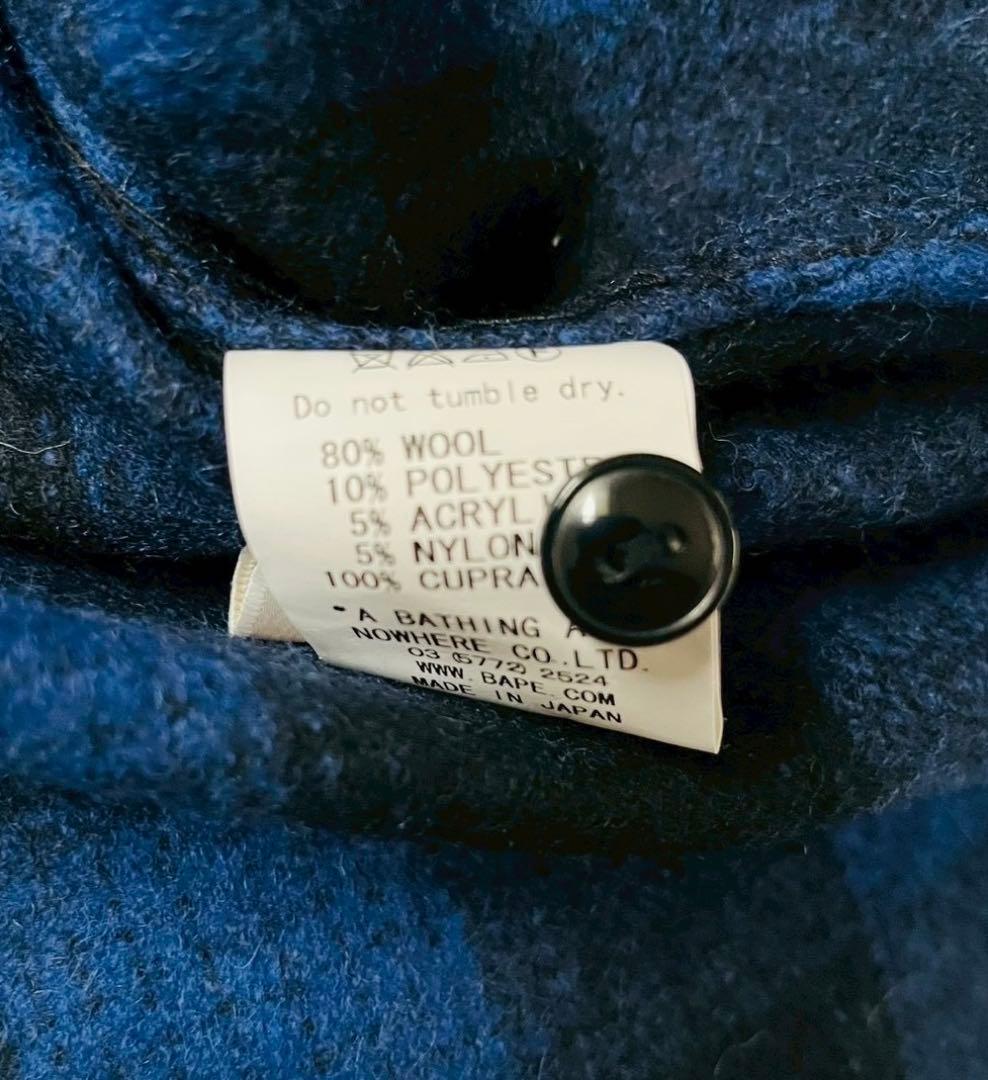 Do not tumble dry.
80% WOOL
10% POLYESTE
5% ACRYL
5% NYLON
100% CUPRA
"A BATHING A
NOWHERE CO.,LTD.
03 (5772) 2524
WWW.BAPE.COM
MADE IN JAPAN